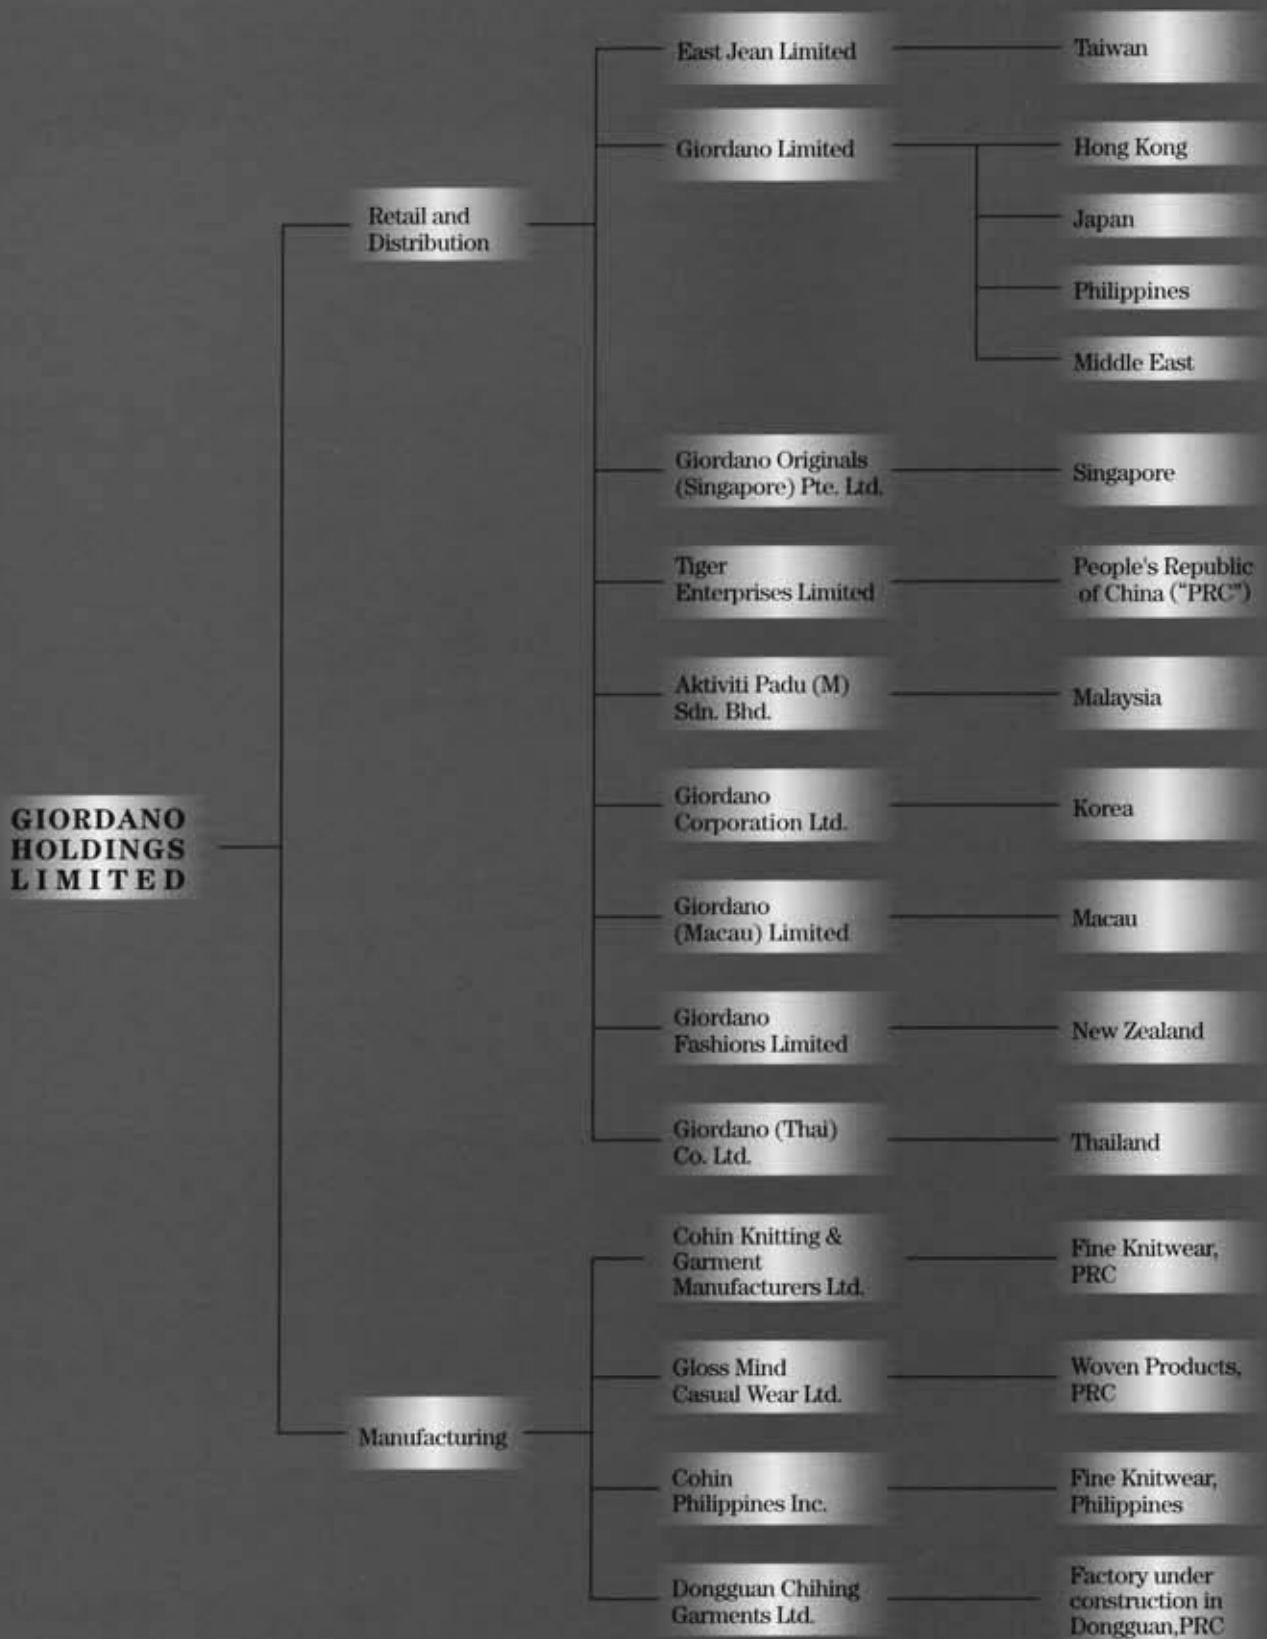 GIORDANO
HOLDINGS
LIMITED
Retail and
Distribution
East Jean Limited
Taiwan
Giordano Limited
Hong Kong
Japan
Philippines
Middle East
Giordano Originals
(Singapore) Pte. Ltd.
Singapore
Tiger
Enterprises Limited
People's Republic
of China ("PRC")
Aktiviti Padu (M)
Sdn. Bhd.
Malaysia
Giordano
Corporation Ltd.
Korea
Giordano
(Macau) Limited
Macau
Giordano
Fashions Limited
New Zealand
Giordano (Thai)
Co. Ltd.
Thailand
Manufacturing
Cohin Knitting &
Garment
Manufacturers Ltd.
Fine Knitwear,
PRC
Gloss Mind
Casual Wear Ltd.
Woven Products,
PRC
Cohin
Philippines Inc.
Fine Knitwear,
Philippines
Dongguan Chihing
Garments Ltd.
Factory under
construction in
Dongguan,PRC